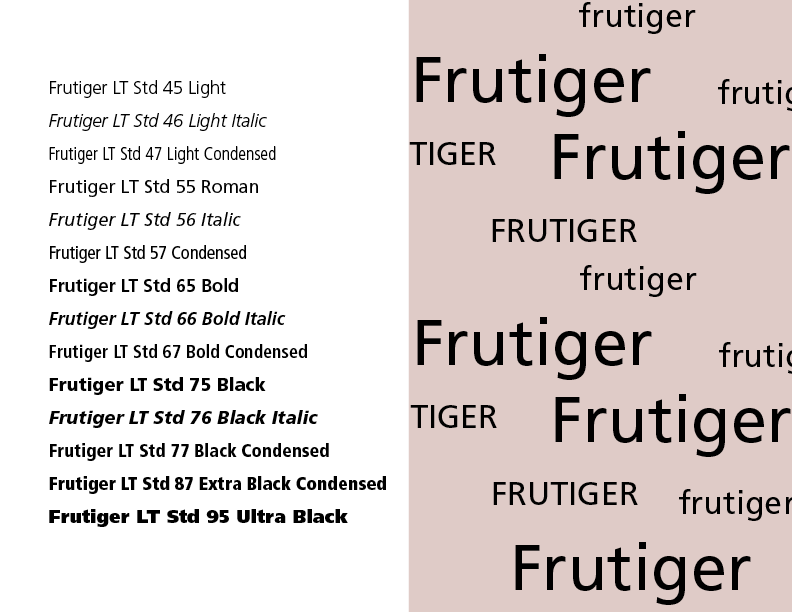 Frutiger LT Std 45 Light
Frutiger LT Std 46 Light Italic
Frutiger LT Std 47 Light Condensed
Frutiger LT Std 55 Roman
Frutiger LT Std 56 Italic
Frutiger LT Std 57 Condensed
Frutiger LT Std 65 Bold
Frutiger LT Std 66 Bold Italic
Frutiger LT Std 67 Bold Condensed
Frutiger LT Std 75 Black
Frutiger LT Std 76 Black Italic
Frutiger LT Std 77 Black Condensed
Frutiger LT Std 87 Extra Black Condensed
Frutiger LT Std 95 Ultra Black
frutiger
Frutiger
frutig
TIGER
Frutiger
FRUTIGER
frutiger
Frutiger
frutig
TIGER
Frutiger
FRUTIGER
frutiger
Frutiger